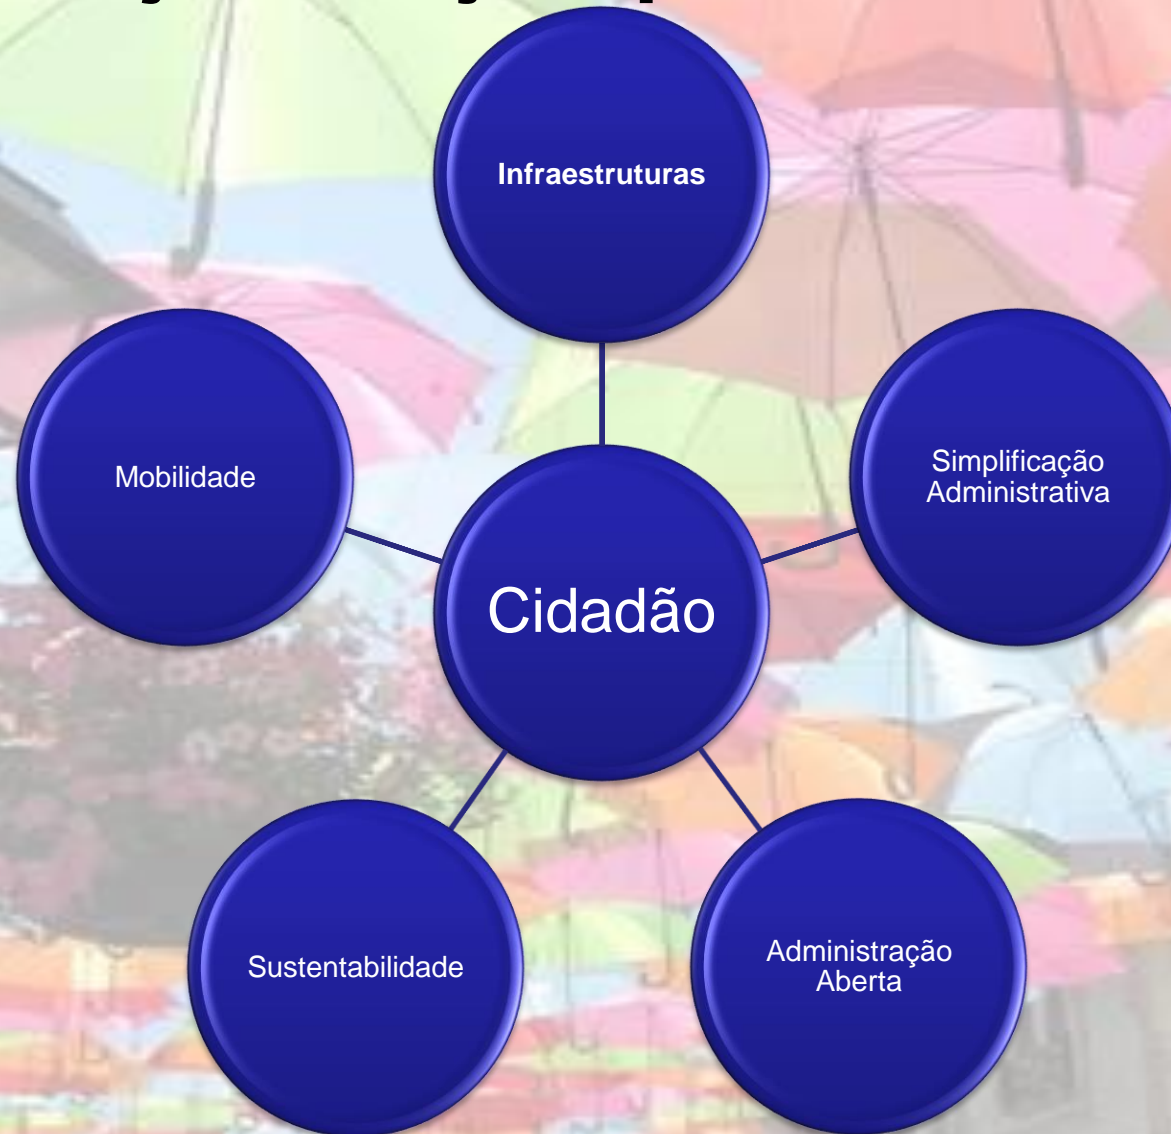 Infraestruturas
Mobilidade
Simplificação
Administrativa
Cidadão
Sustentabilidade
Administração
Aberta